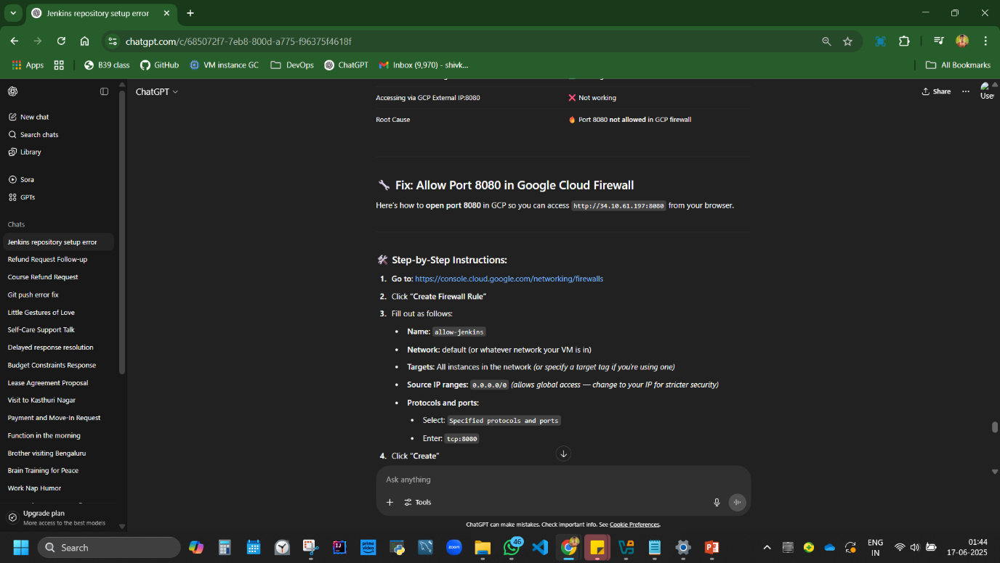 Jenkins repository setup error
chatgpt.com/c/685072f7-7eb8-800d-a775-f96375f4618f
Apps
B39 class
GitHub
VM instance GC
DevOps
ChatGPT
Inbox (9,970) - shivk...
All Bookmarks
ChatGPT
Share
New chat
Search chats
Library
Sora
GPTs
Chats
Jenkins repository setup error
Refund Request Follow-up
Course Refund Request
Git push error fix
Little Gestures of Love
Self-Care Support Talk
Delayed response resolution
Budget Constraints Response
Lease Agreement Proposal
Visit to Kasthuri Nagar
Payment and Move-In Request
Function in the morning
Brother visiting Bengaluru
Brain Training for Peace
Work Nap Humor
Upgrade plan
More access to the best models
Accessing via GCP External IP:8080 ❌ Not working
Root Cause 🔥 Port 8080 not allowed in GCP firewall
🔧 Fix: Allow Port 8080 in Google Cloud Firewall
Here's how to open port 8080 in GCP so you can access http://34.10.61.197:8080 from your browser.
🛠 Step-by-Step Instructions:
1. Go to: https://console.cloud.google.com/networking/firewalls
2. Click "Create Firewall Rule"
3. Fill out as follows:
• Name: allow-jenkins
• Network: default (or whatever network your VM is in)
• Targets: All instances in the network (or specify a target tag if you're using one)
• Source IP ranges: 0.0.0.0/0 (allows global access — change to your IP for stricter security)
• Protocols and ports:
• Select: Specified protocols and ports
• Enter: tcp:8080
4. Click "Create"
Ask anything
Tools
ChatGPT can make mistakes. Check important info. See Cookie Preferences.
Search
prime video
zoom
46
ENG
IN
01:44
17-06-2025